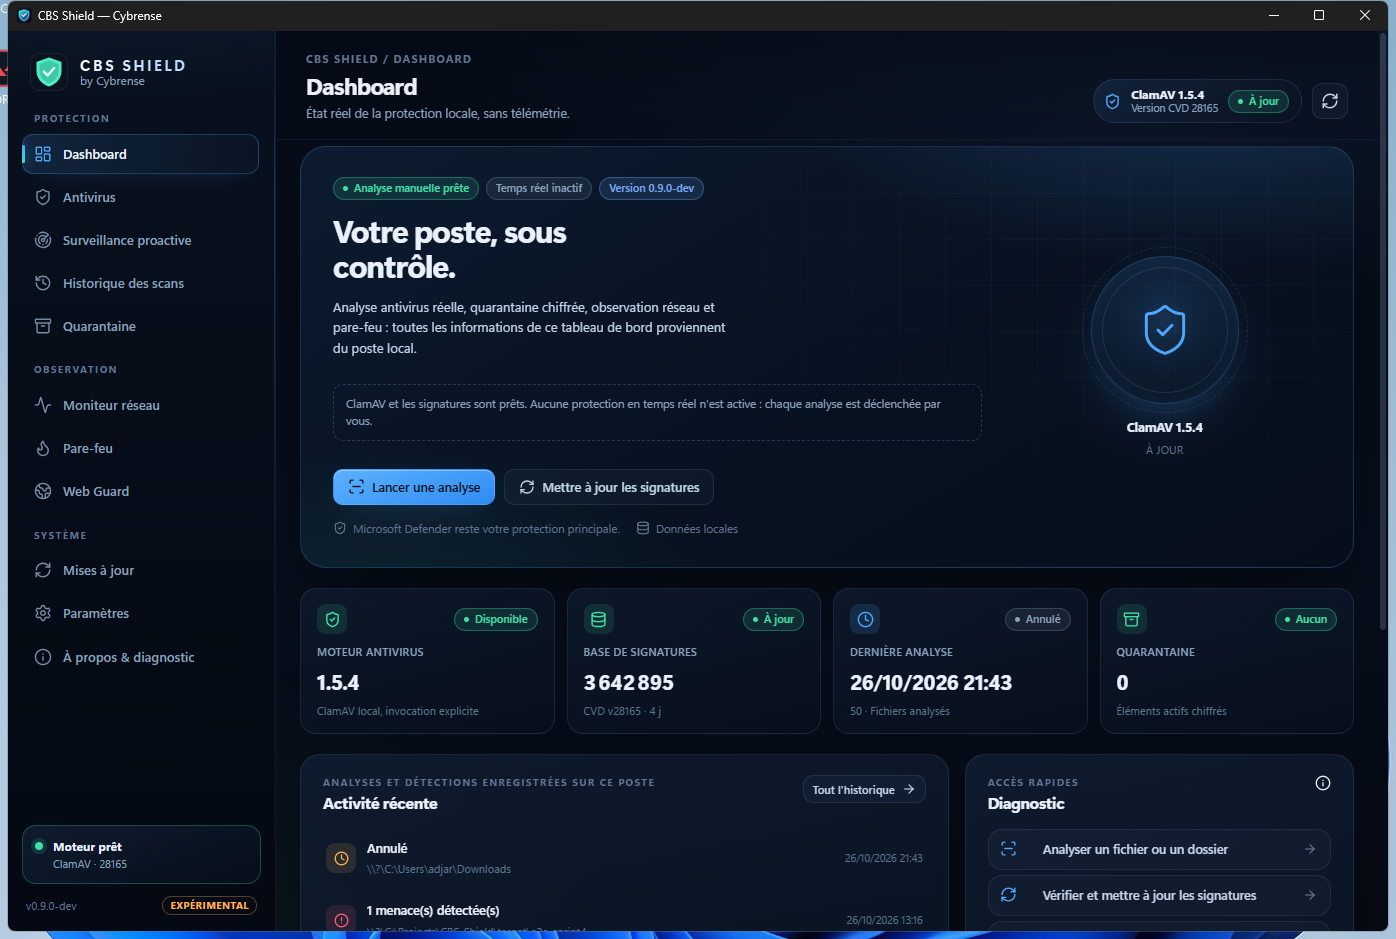 CBS Shield — Cybrense
CBS SHIELD
by Cybrense
PROTECTION
Dashboard
Antivirus
Surveillance proactive
Historique des scans
Quarantaine
OBSERVATION
Moniteur réseau
Pare-feu
Web Guard
SYSTÈME
Mises à jour
Paramètres
À propos & diagnostic
Moteur prêt
ClamAV · 28165
v0.9.0-dev
EXPÉRIMENTAL
CBS SHIELD / DASHBOARD
Dashboard
État réel de la protection locale, sans télémétrie.
ClamAV 1.5.4
Version CVD 28165
À jour
Analyse manuelle prête
Temps réel inactif
Version 0.9.0-dev
Votre poste, sous
contrôle.
Analyse antivirus réelle, quarantaine chiffrée, observation réseau et
pare-feu : toutes les informations de ce tableau de bord proviennent
du poste local.
ClamAV et les signatures sont prêts. Aucune protection en temps réel n'est active : chaque analyse est déclenchée par
vous.
Lancer une analyse
Mettre à jour les signatures
Microsoft Defender reste votre protection principale.
Données locales
ClamAV 1.5.4
À JOUR
Disponible
MOTEUR ANTIVIRUS
1.5.4
ClamAV local, invocation explicite
À jour
BASE DE SIGNATURES
3 642 895
CVD v28165 · 4 j
Annulé
DERNIÈRE ANALYSE
26/10/2026 21:43
50 · Fichiers analysés
Aucun
QUARANTAINE
0
Éléments actifs chiffrés
ANALYSES ET DÉTECTIONS ENREGISTRÉES SUR CE POSTE
Activité récente
Tout l'historique
Annulé
\\?\C:\Users\adjar\Downloads
26/10/2026 21:43
1 menace(s) détectée(s)
26/10/2026 13:16
ACCÈS RAPIDES
Diagnostic
Analyser un fichier ou un dossier
Vérifier et mettre à jour les signatures